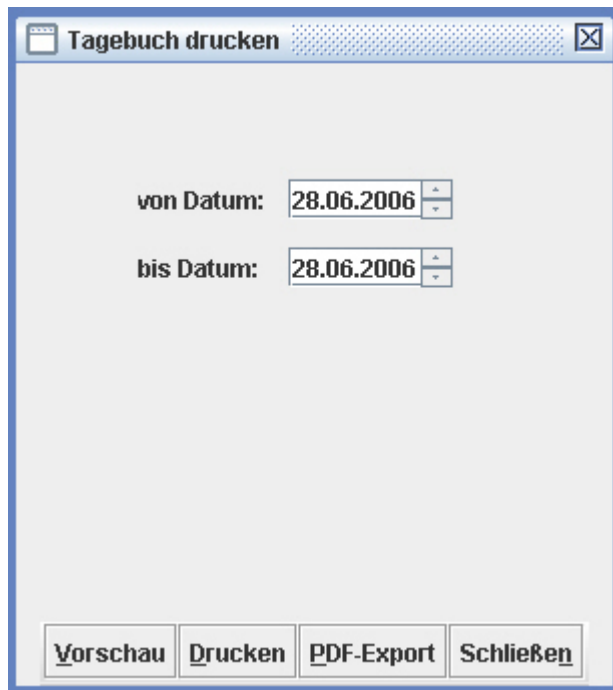 Tagebuch drucken
von Datum: 28.06.2006
bis Datum: 28.06.2006
Vorschau Drucken PDF-Export Schließen